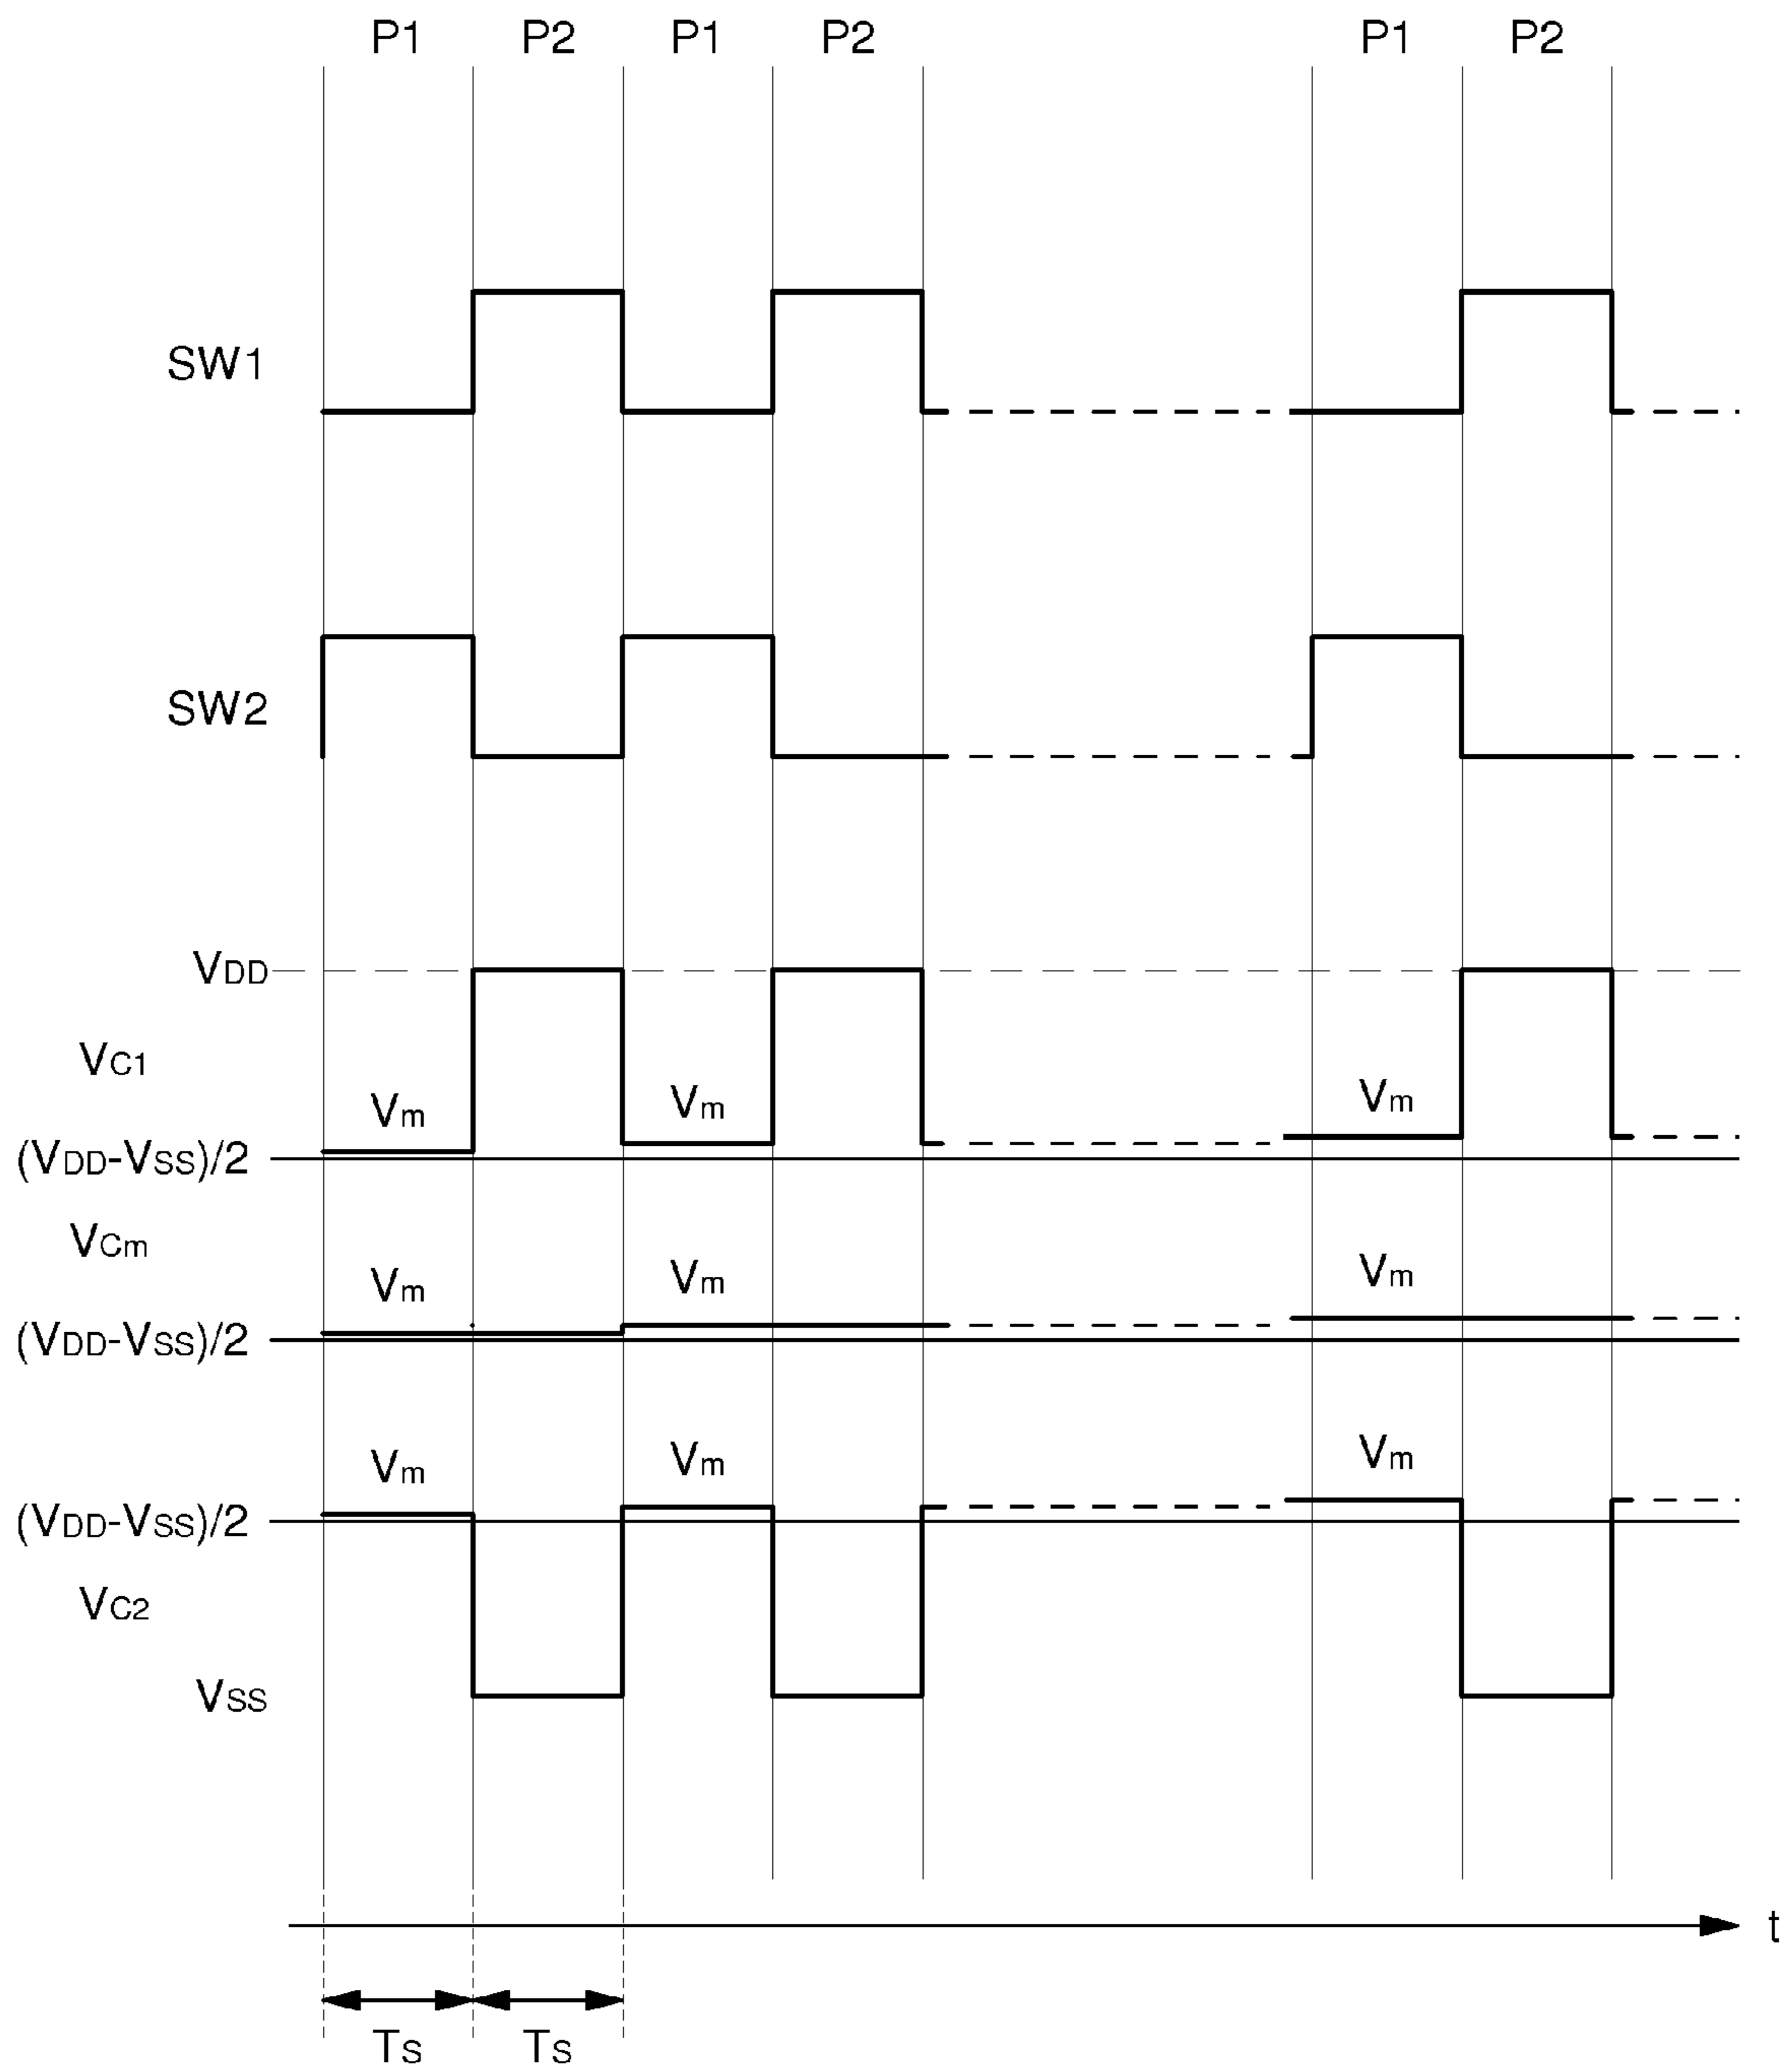 P1 P2 P1 P2 P1 P2
SW1
SW2
VDD
VC1
Vm Vm Vm
(VDD-VSS)/2
VCm
Vm Vm Vm
(VDD-VSS)/2
Vm Vm Vm
(VDD-VSS)/2
VC2
VSS
t
TS TS